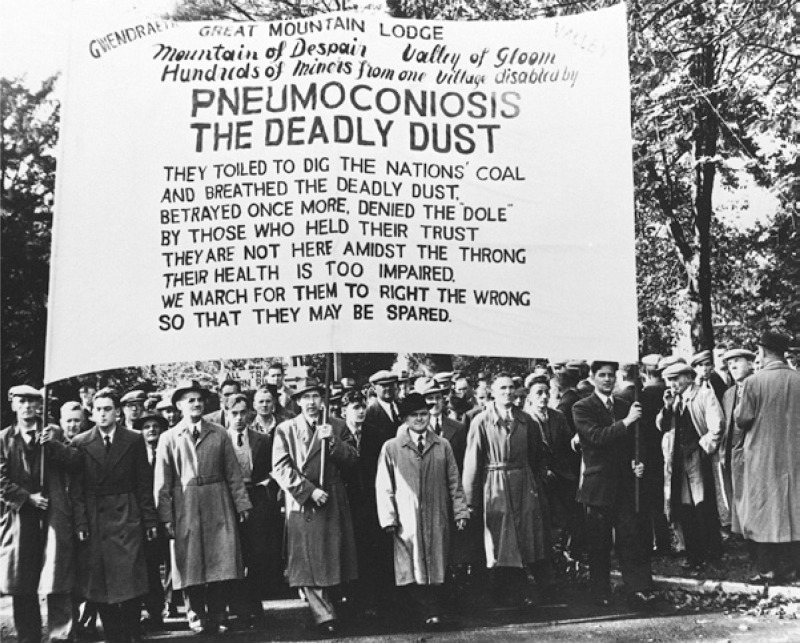 GWENDRAETH VALLEY
GREAT MOUNTAIN LODGE
Mountain of Despair Valley of Gloom
Hundreds of miners from one village disabled by
PNEUMOCONIOSIS
THE DEADLY DUST
THEY TOILED TO DIG THE NATIONS' COAL
AND BREATHED THE DEADLY DUST,
BETRAYED ONCE MORE, DENIED THE "DOLE"
BY THOSE WHO HELD THEIR TRUST
THEY ARE NOT HERE AMIDST THE THRONG
THEIR HEALTH IS TOO IMPAIRED,
WE MARCH FOR THEM TO RIGHT THE WRONG
SO THAT THEY MAY BE SPARED.
ALL